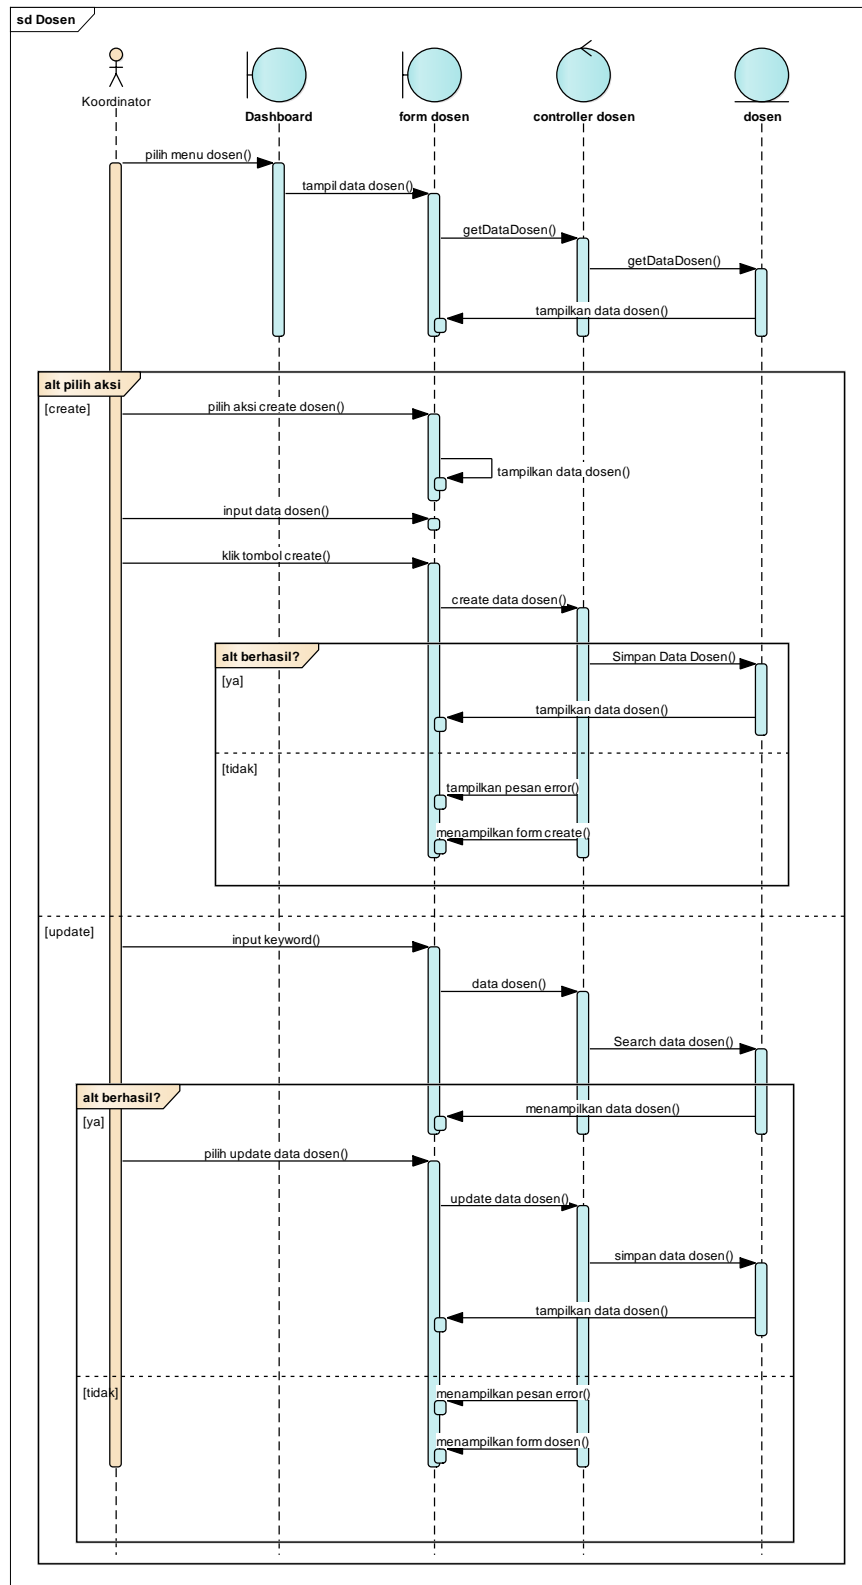 sd Dosen
Koordinator
Dashboard
form dosen
controller dosen
dosen
pilih menu dosen()
tampil data dosen()
getDataDosen()
getDataDosen()
tampilkan data dosen()
alt pilih aksi
[create]
pilih aksi create dosen()
tampilkan data dosen()
input data dosen()
klik tombol create()
create data dosen()
alt berhasil?
Simpan Data Dosen()
[ya]
tampilkan data dosen()
[tidak]
tampilkan pesan error()
menampilkan form create()
[update]
input keyword()
data dosen()
Search data dosen()
alt berhasil?
menampilkan data dosen()
[ya]
pilih update data dosen()
update data dosen()
simpan data dosen()
tampilkan data dosen()
[tidak]
menampilkan pesan error()
menampilkan form dosen()